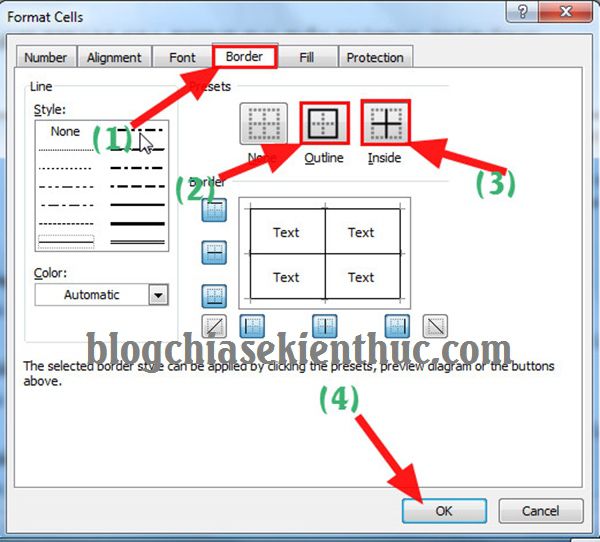 Format Cells
Number Alignment Font Border Fill Protection
Line
Style:
None
Color:
Automatic
Presets
None Outline Inside
Border
Text Text
Text Text
(1)
(2)
(3)
blogchiasekienthuc.com
The selected border style can be applied by clicking the presets, preview diagram or the buttons
above.
(4)
OK Cancel